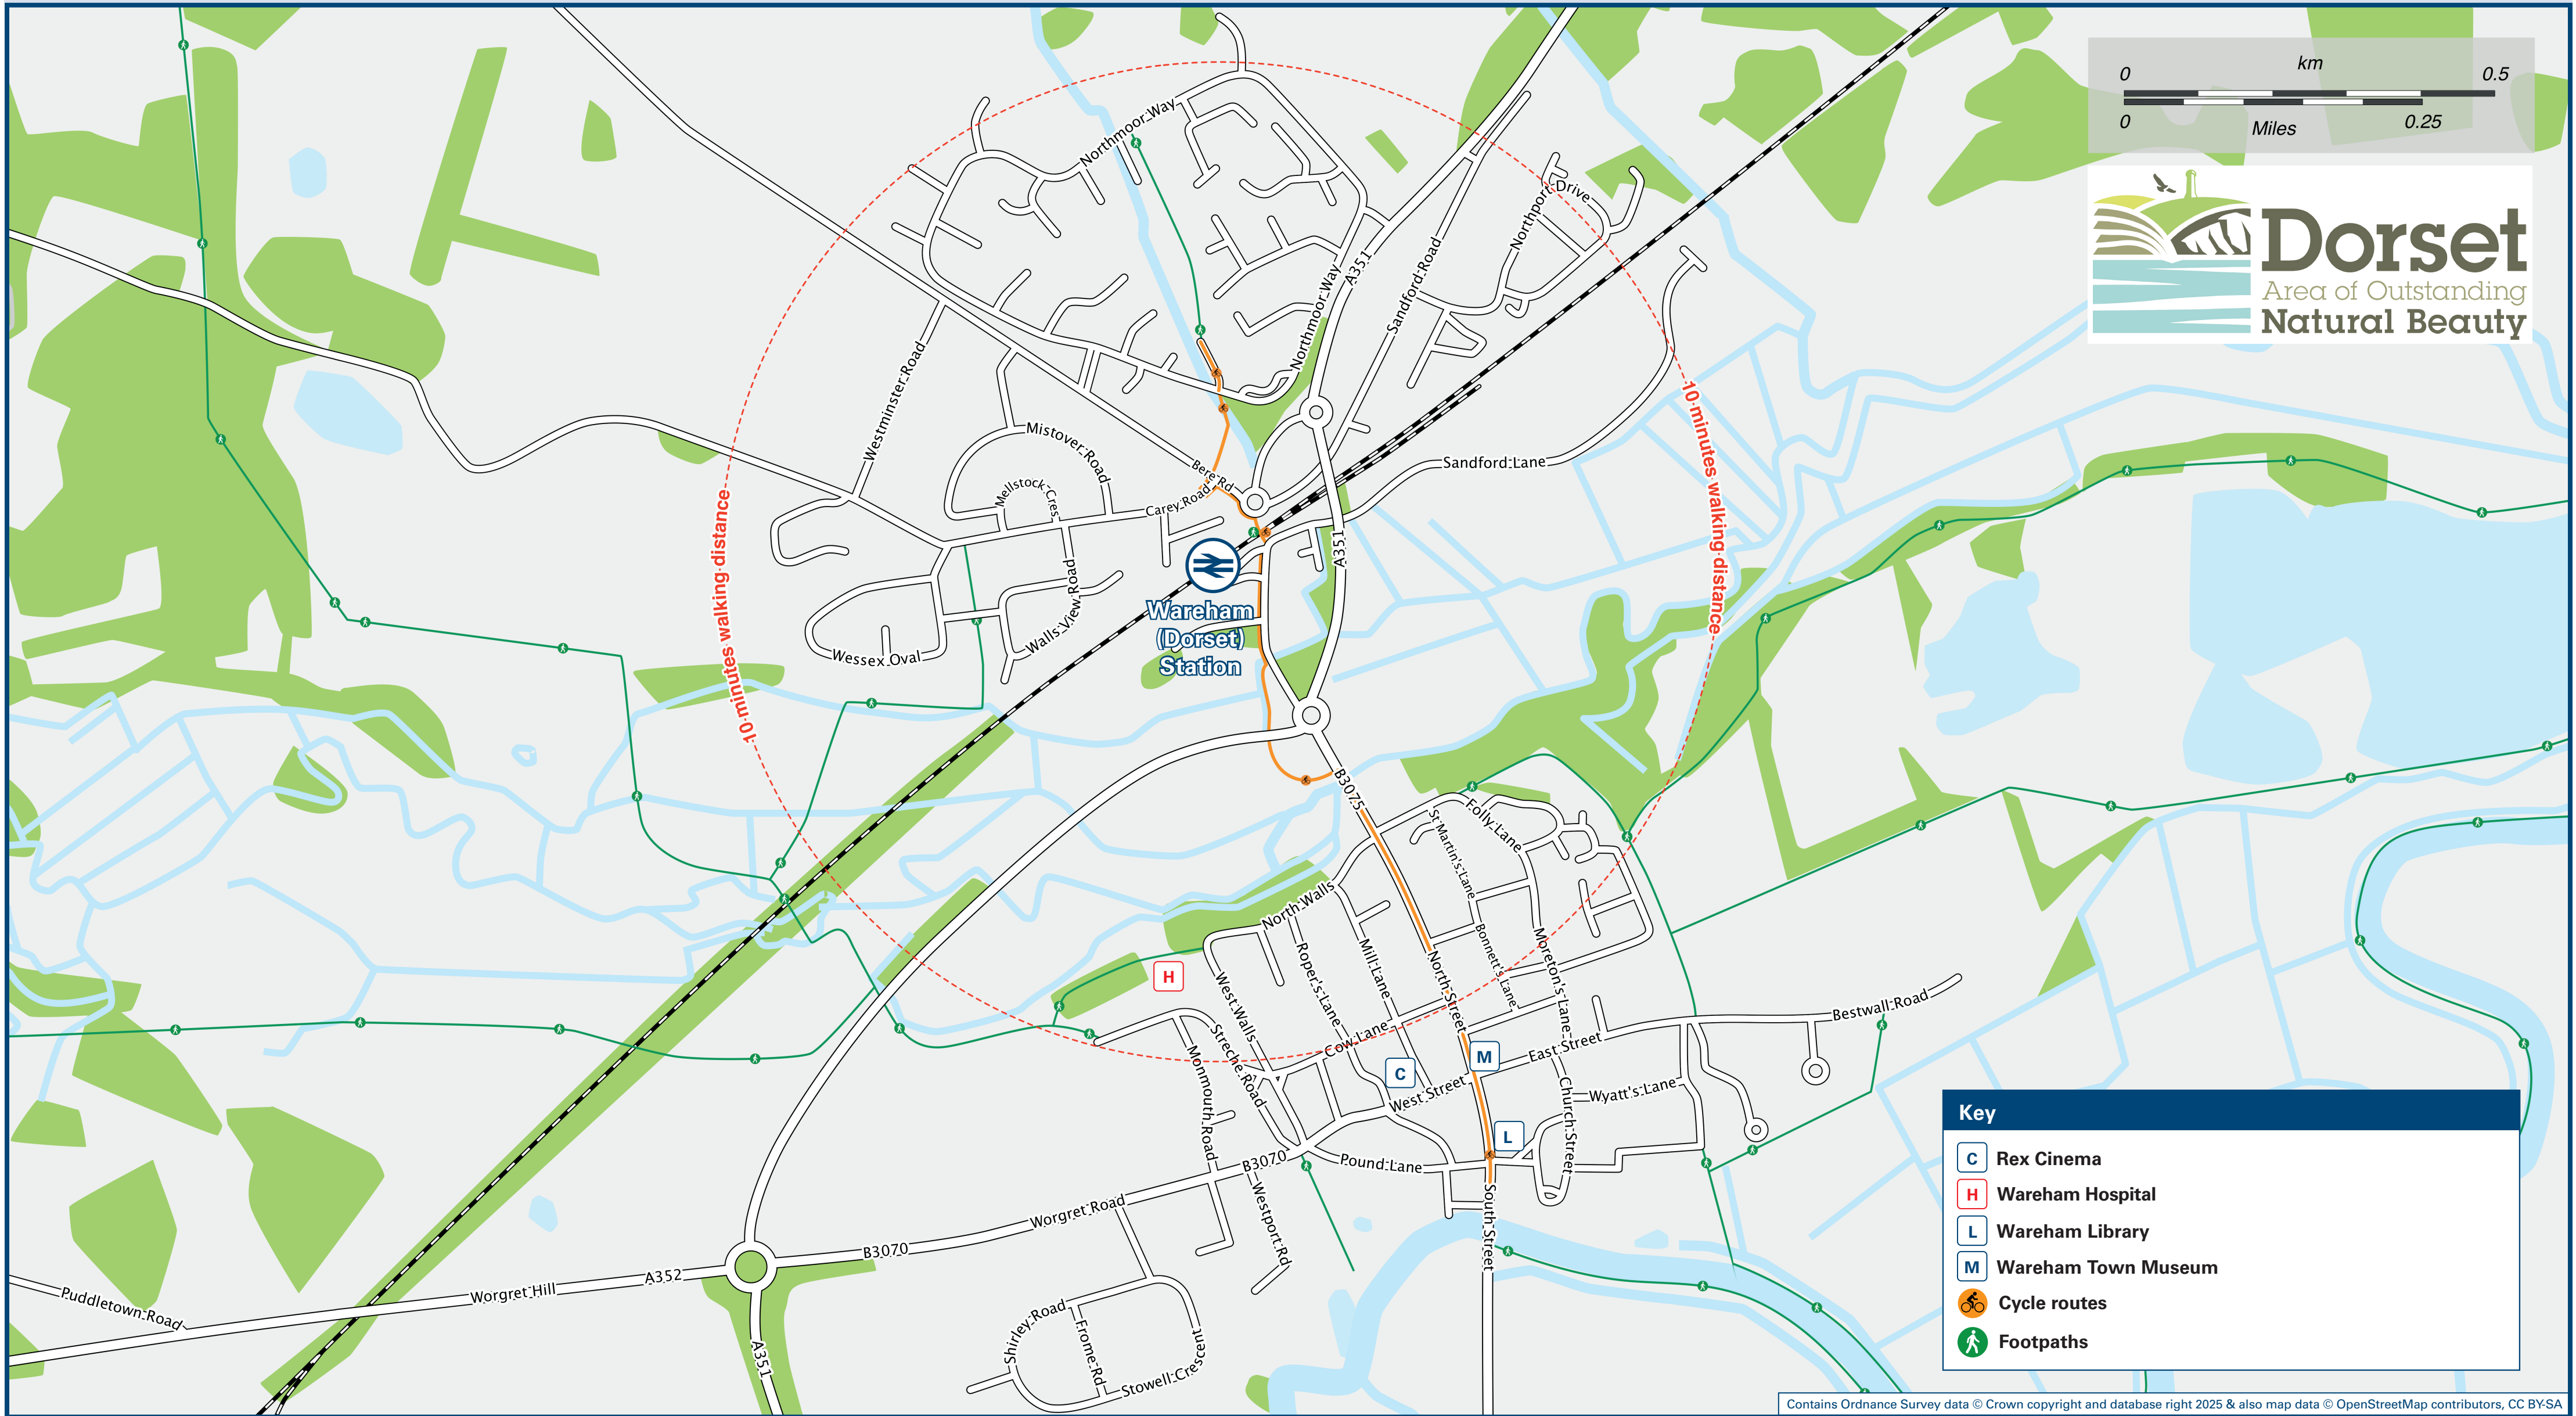 km
0
0.5
0
Miles
0.25
Dorset
Area of Outstanding
Natural Beauty
Northmoor Way
Northport Drive
A351
Sandford Road
Northmoor Way
Westminster Road
Mistover Road
Bere Rd
Sandford Lane
Mellstock Cres
Carey Road
10 minutes walking distance
10 minutes walking distance
A351
Wareham
(Dorset)
Station
Walls View Road
Wessex Oval
B3075
Folly Lane
St Martin's Lane
North Walls
Roper's Lane
Mill Lane
North Street
Bonnett's Lane
Moreton's Lane
H
West Walls
Streche Road
Monmouth Road
Cow Lane
M
C
East Street
Bestwall Road
West Street
Wyatt's Lane
Church Street
L
Pound Lane
B3070
Westport Rd
South Street
Worgret Road
B3070
A352
Worgret Hill
Puddletown Road
A351
Shirley Road
Frome Rd
Stowell Crescent
Key
C Rex Cinema
H Wareham Hospital
L Wareham Library
M Wareham Town Museum
Cycle routes
Footpaths
Contains Ordnance Survey data © Crown copyright and database right 2025 & also map data © OpenStreetMap contributors, CC BY-SA